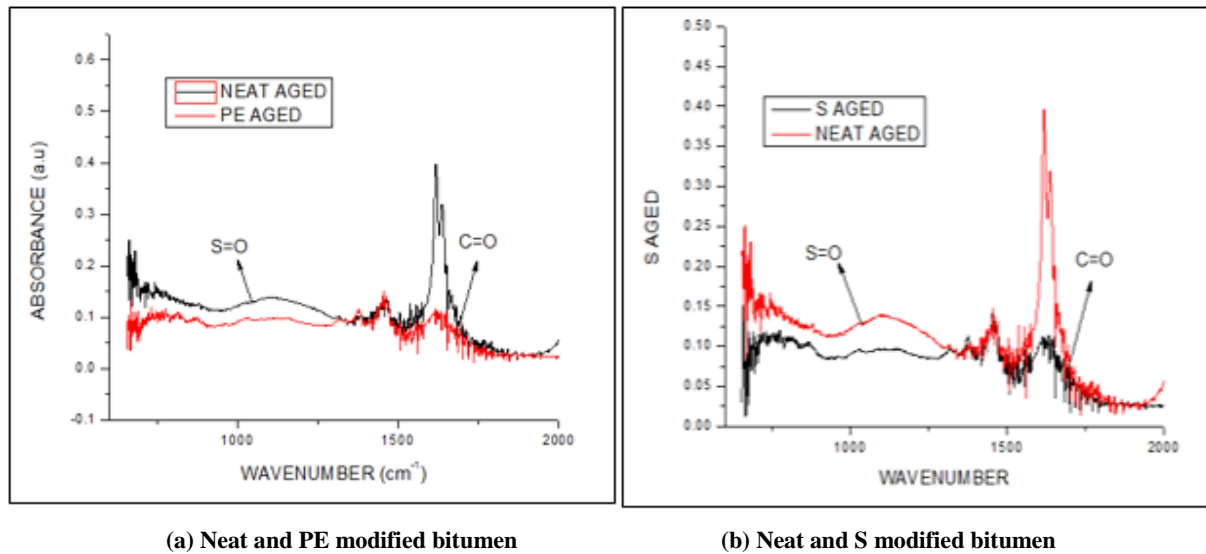 0.6
0.5
0.4
0.3
0.2
0.1
0.0
-0.1
ABSORBANCE (a.u)
NEAT AGED
PE AGED
S=O
C=O
1000
1500
2000
WAVENUMBER (cm-1)
0.50
0.45
0.40
0.35
0.30
0.25
0.20
0.15
0.10
0.05
0.00
S AGED
S AGED
NEAT AGED
S=O
C=O
1000
1500
2000
WAVENUMBER
(a) Neat and PE modified bitumen
(b) Neat and S modified bitumen